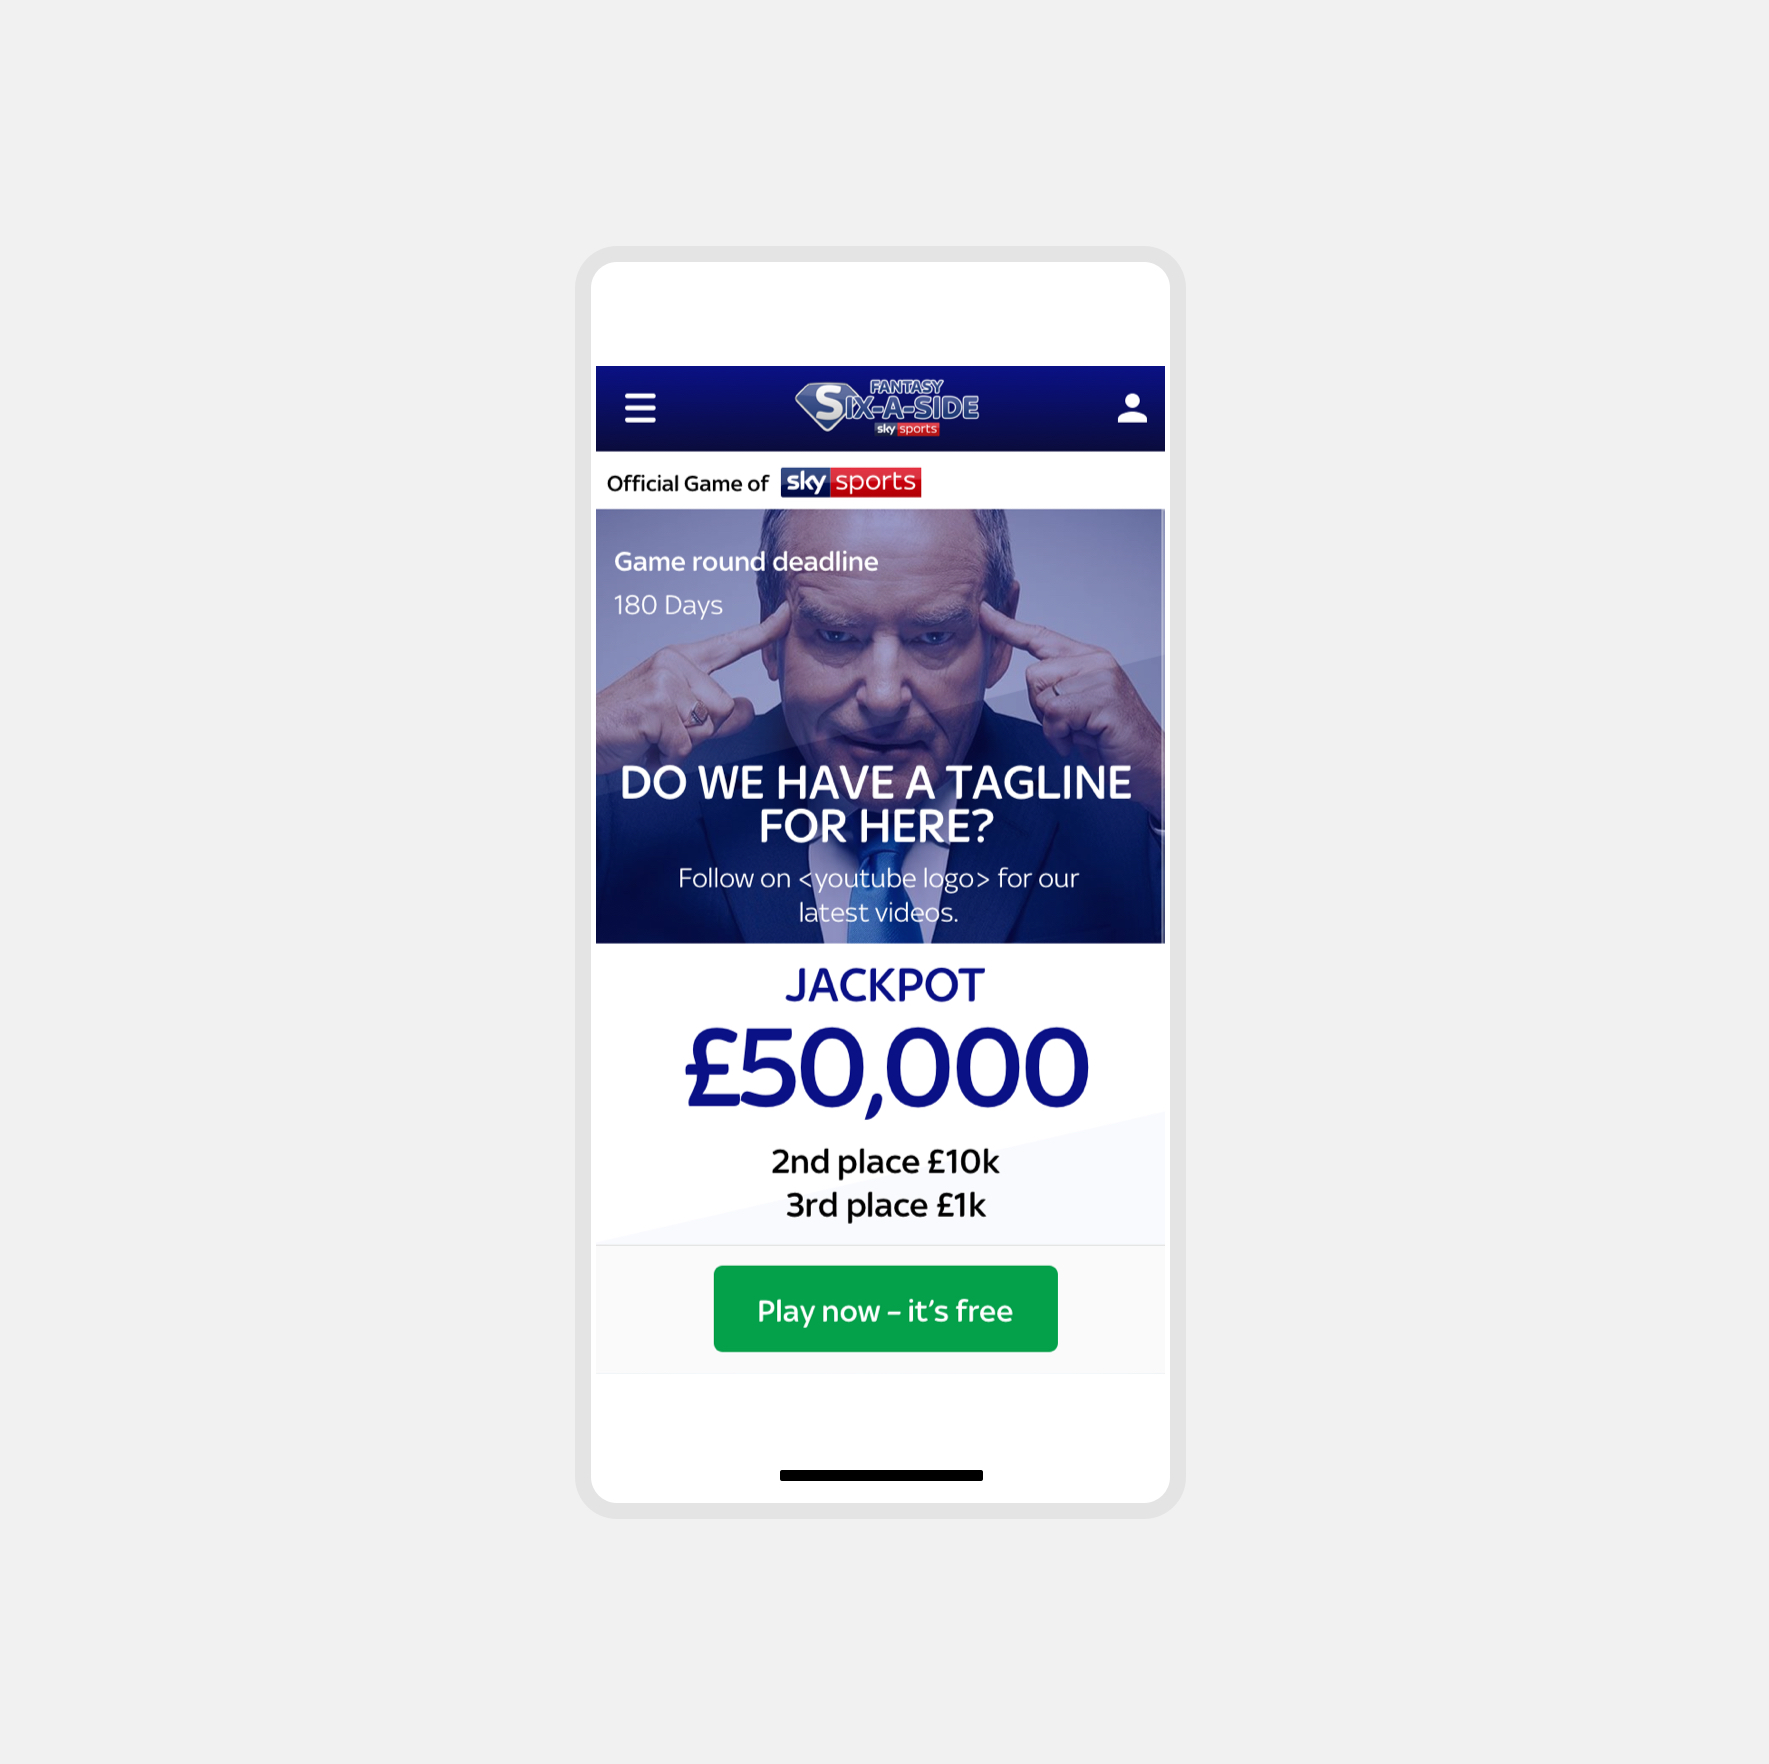 FANTASY
SIX-A-SIDE
sky sports
Official Game of sky sports
Game round deadline
180 Days
DO WE HAVE A TAGLINE
FOR HERE?
Follow on <youtube logo> for our
latest videos.
JACKPOT
£50,000
2nd place £10k
3rd place £1k
Play now – it’s free